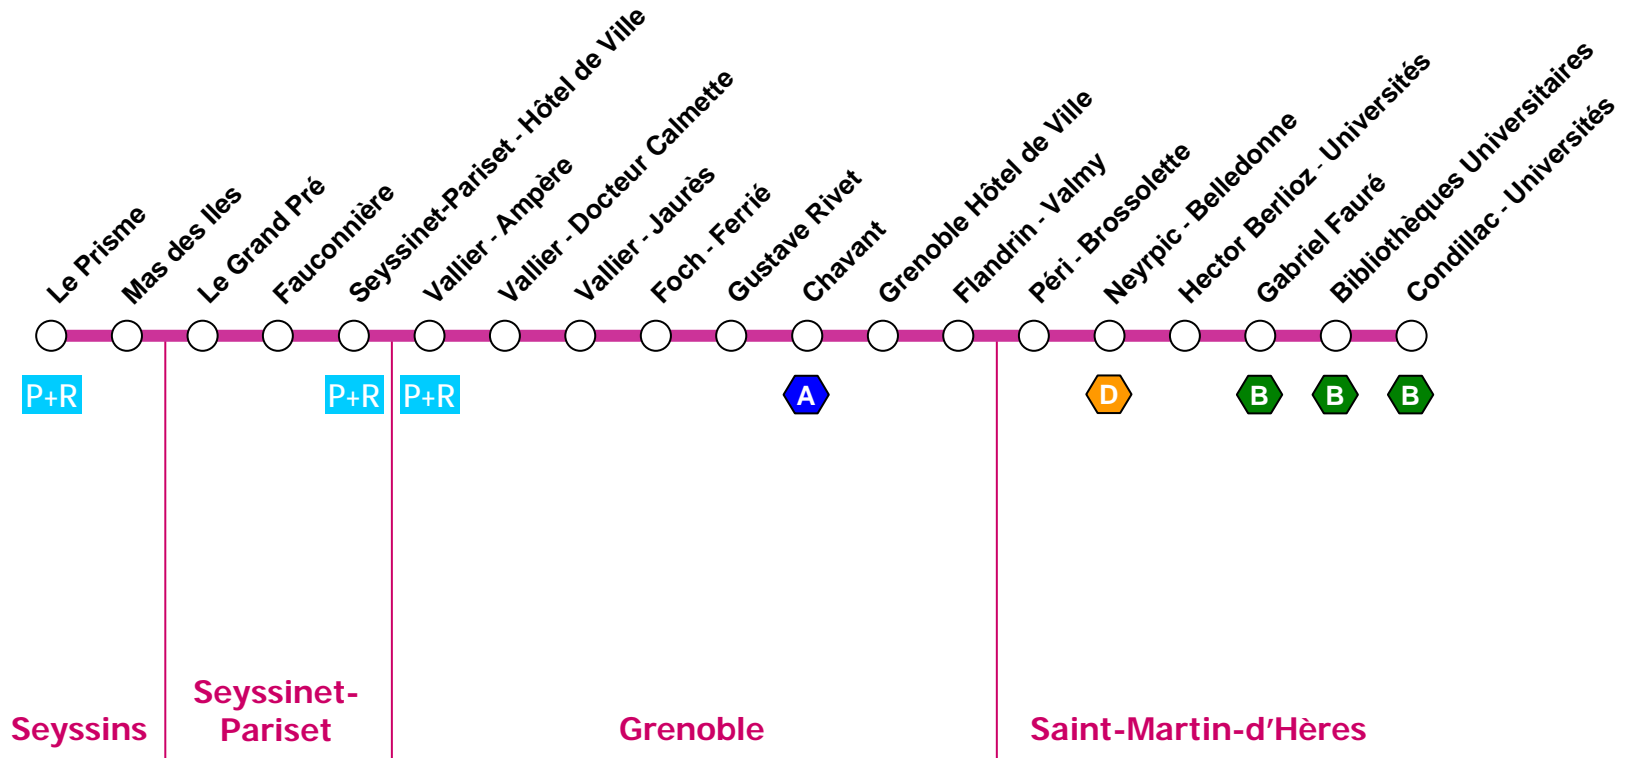 Le Prisme
Mas des Iles
Le Grand Pré
Fauconnière
Seyssinet-Pariset - Hôtel de Ville
Vallier - Ampère
Vallier - Docteur Calmette
Vallier - Jaurès
Foch - Ferrié
Gustave Rivet
Chavant
Grenoble Hôtel de Ville
Flandrin - Valmy
Péri - Brossolette
Neyrpic - Belledonne
Hector Berlioz - Universités
Gabriel Fauré
Bibliothèques Universitaires
Condillac - Universités
P+R
P+R
P+R
A
D
B
B
B
Seyssins
Seyssinet-
Pariset
Grenoble
Saint-Martin-d'Hères